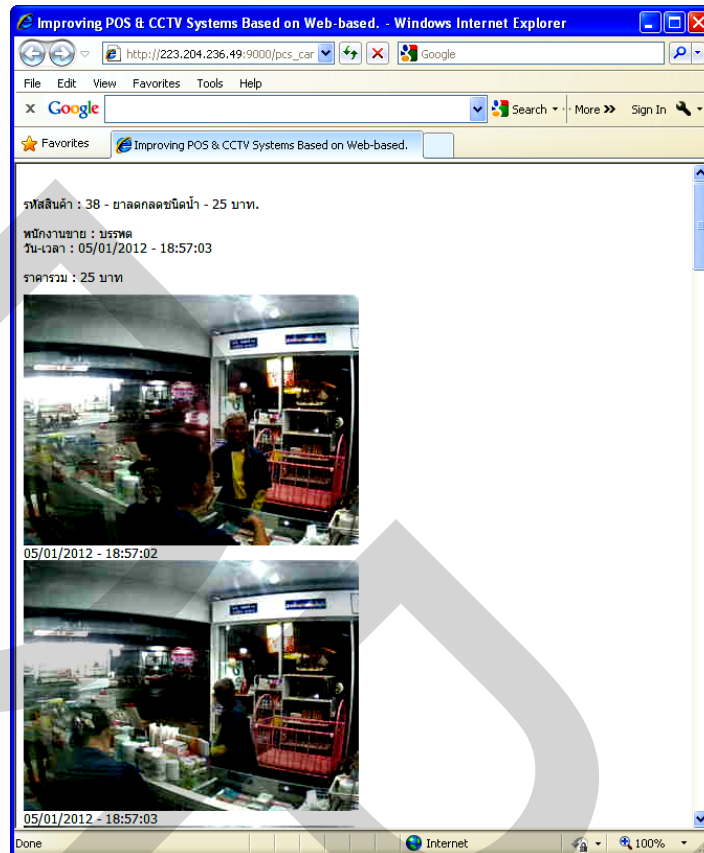 Improving POS & CCTV Systems Based on Web-based. - Windows Internet Explorer
http://223.204.236.49:9000/pcs_car
Google
File Edit View Favorites Tools Help
x Google Search More >> Sign In
Favorites Improving POS & CCTV Systems Based on Web-based.
รหัสสินค้า : 38 - ยาลดกลดชนิดน้ำ - 25 บาท.
พนักงานขาย : บรรพต
วัน-เวลา : 05/01/2012 - 18:57:03
ราคารวม : 25 บาท
05/01/2012 - 18:57:02
05/01/2012 - 18:57:03
Done Internet 100%